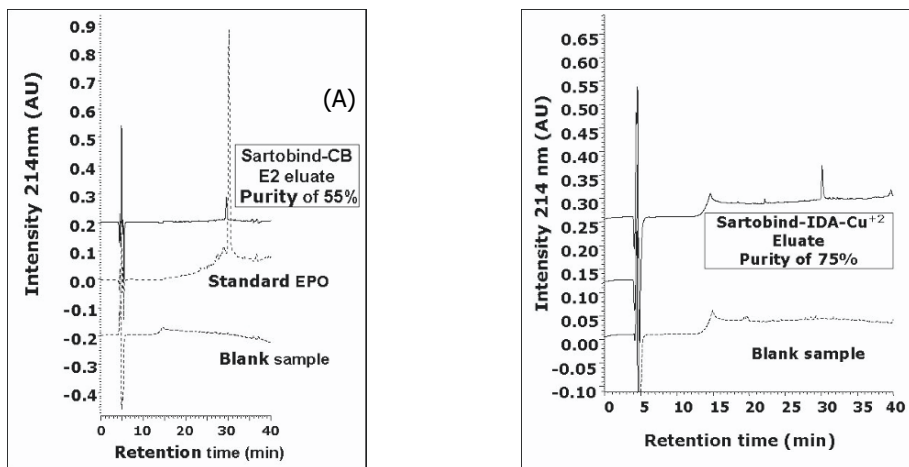 Intensity 214nm (AU)
0.9
0.8
0.7
0.6
0.5
0.4
0.3
0.2
0.1
0.0
-0.1
-0.2
-0.3
-0.4
(A)
Sartobind-CB
E2 eluate
Purity of 55%
Standard EPO
Blank sample
0 10 20 30 40
Retention time (min)
Intensity 214 nm (AU)
0.65
0.60
0.55
0.50
0.45
0.40
0.35
0.30
0.25
0.20
0.15
0.10
0.05
0.00
-0.05
-0.10
Sartobind-IDA-Cu+2
Eluate
Purity of 75%
Blank sample
0 5 10 15 20 25 30 35 40
Retention time (min)